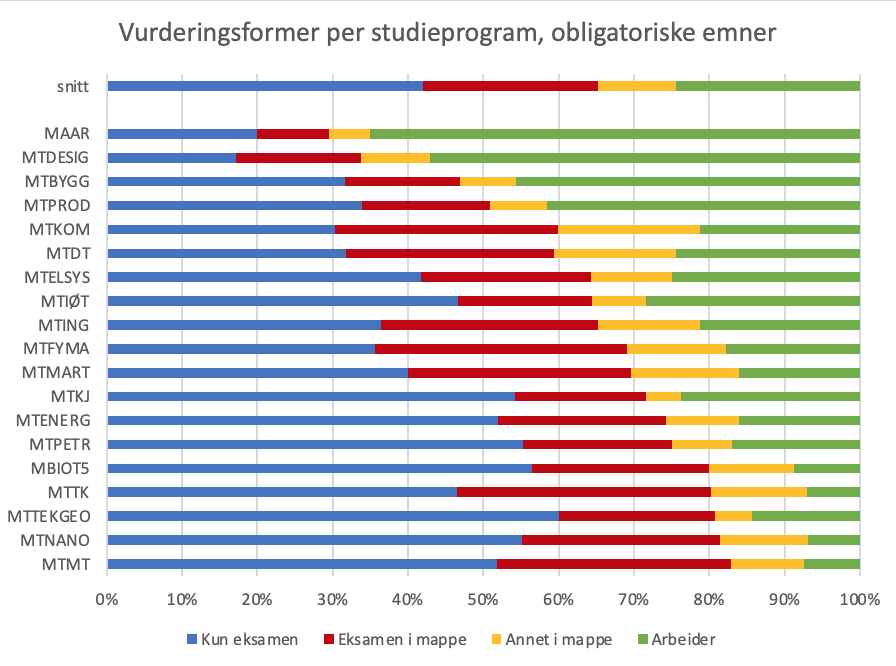 Vurderingsformer per studieprogram, obligatoriske emner
snitt
MAAR
MTDESIG
MTBYGG
MTPROD
MTKOM
MTDT
MTELSYS
MTIØT
MTING
MTFYMA
MTMART
MTKJ
MTENERG
MTPETR
MBIOT5
MTTK
MTTEKGEO
MTNANO
MTMT
0% 10% 20% 30% 40% 50% 60% 70% 80% 90% 100%
Kun eksamen Eksamen i mappe Annet i mappe Arbeider